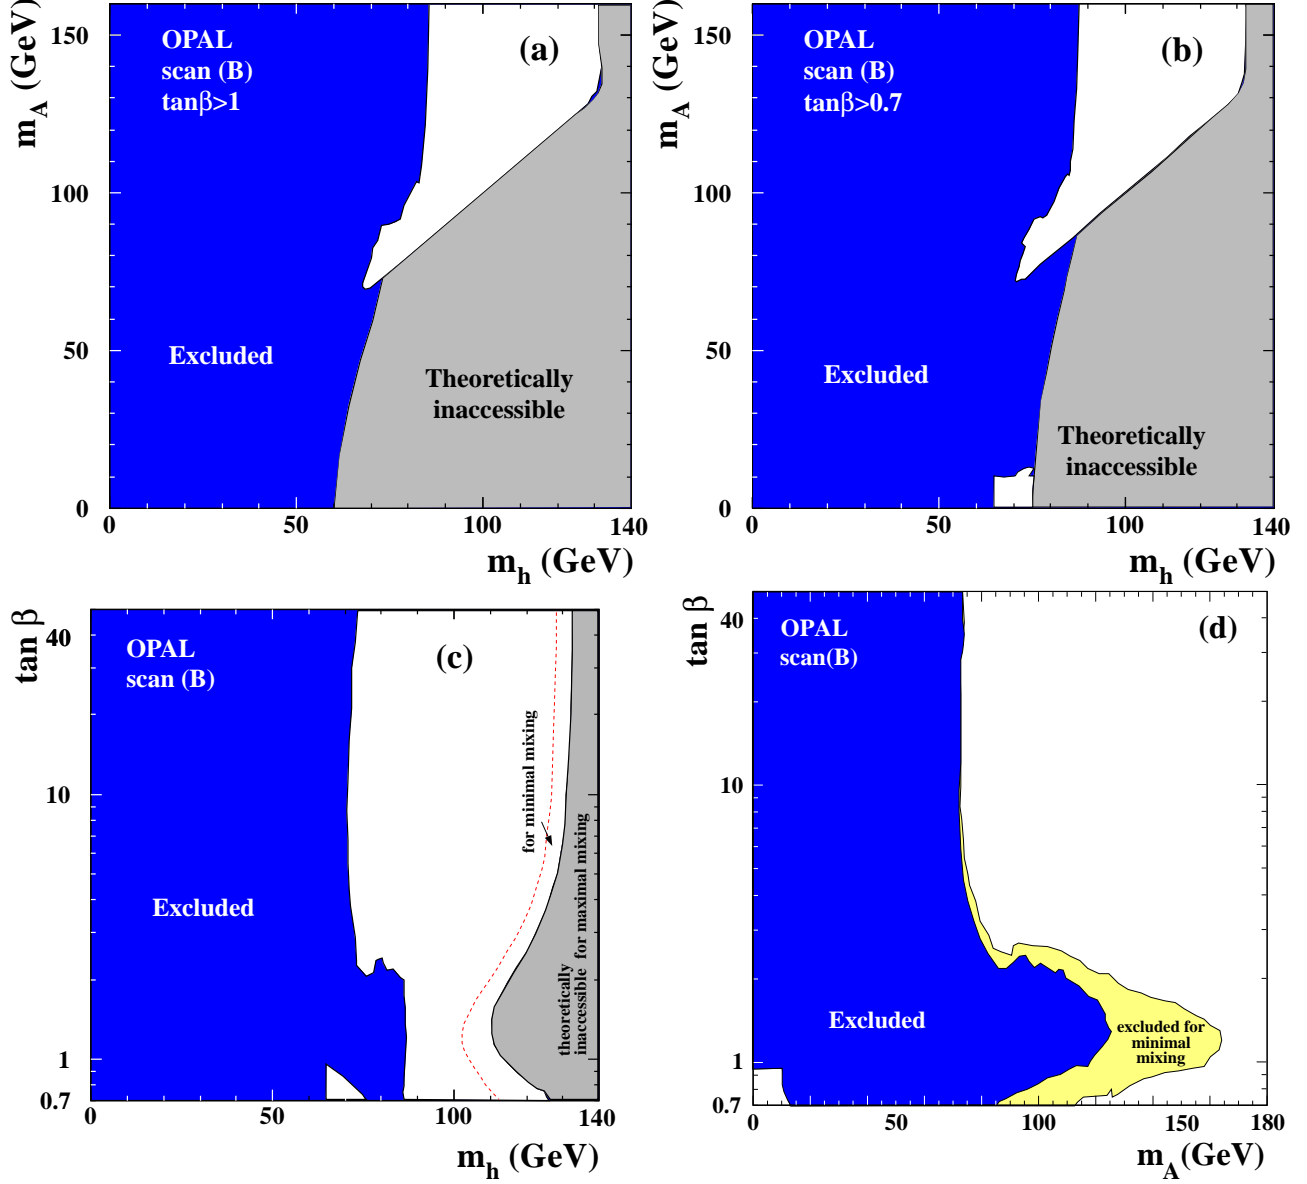 m_A (GeV)
150
100
50
0
OPAL
scan (B)
tanβ>1
(a)
Excluded
Theoretically
inaccessible
0
50
100
140
m_h (GeV)
m_A (GeV)
150
100
50
0
OPAL
scan (B)
tanβ>0.7
(b)
Excluded
Theoretically
inaccessible
0
50
100
140
m_h (GeV)
tan β
40
10
1
0.7
OPAL
scan (B)
(c)
Excluded
for minimal mixing
theoretically
inaccessible for maximal mixing
0
50
100
140
m_h (GeV)
tan β
40
10
1
0.7
OPAL
scan(B)
(d)
Excluded
excluded for
minimal
mixing
0
50
100
150
180
m_A(GeV)